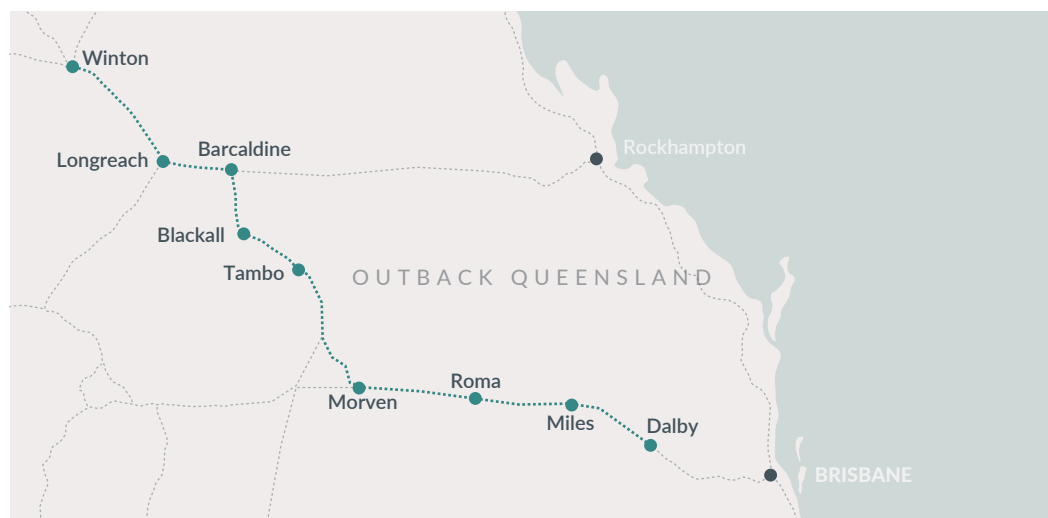 Winton
Rockhampton
Barcaldine
Longreach
Blackall
Tambo
OUTBACK QUEENSLAND
Roma
Morven
Miles
Dalby
BRISBANE